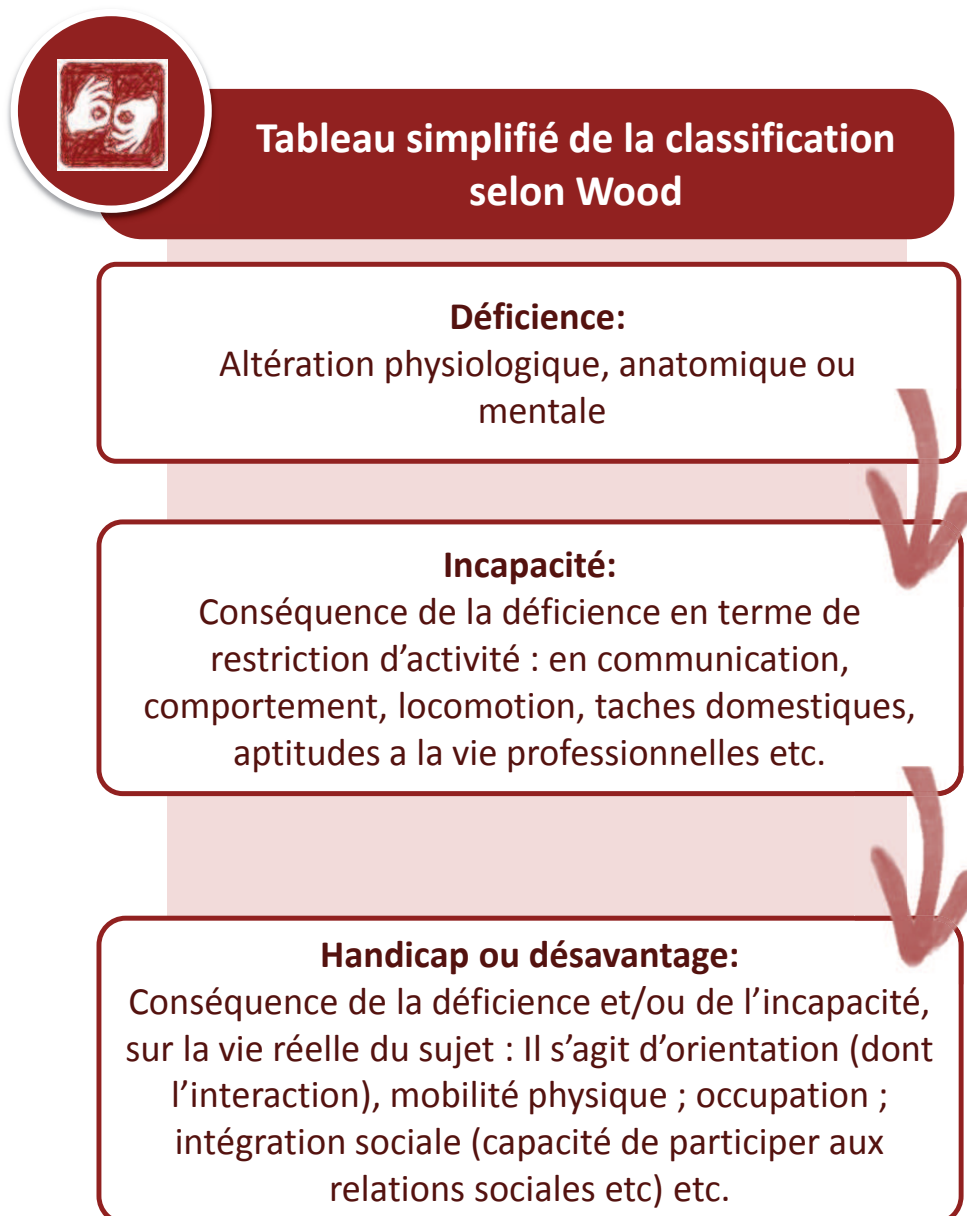 Tableau simplifié de la classification
selon Wood
Déficience:
Altération physiologique, anatomique ou
mentale
Incapacité:
Conséquence de la déficience en terme de
restriction d’activité : en communication,
comportement, locomotion, taches domestiques,
aptitudes a la vie professionnelles etc.
Handicap ou désavantage:
Conséquence de la déficience et/ou de l’incapacité,
sur la vie réelle du sujet : Il s’agit d’orientation (dont
l’interaction), mobilité physique ; occupation ;
intégration sociale (capacité de participer aux
relations sociales etc) etc.